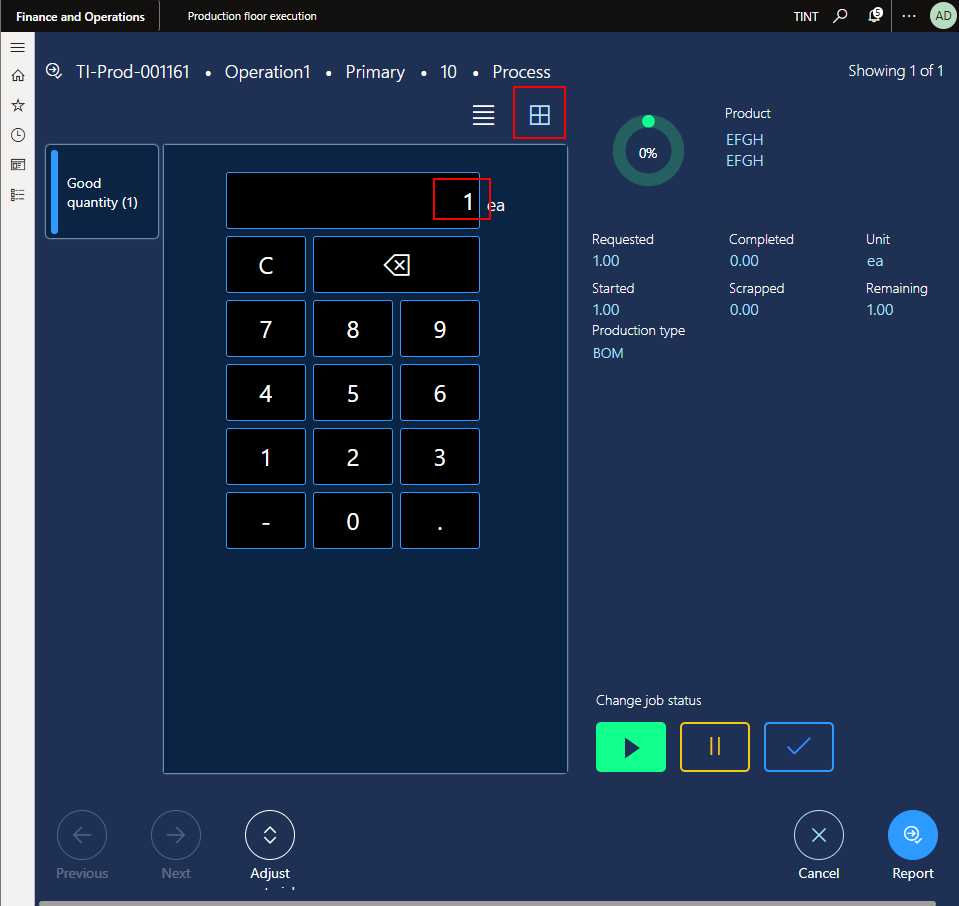 Finance and Operations
Production floor execution
TINT
5
AD
TI-Prod-001161 • Operation1 • Primary • 10 • Process
Showing 1 of 1
Good
quantity (1)
1 ea
C
7 8 9
4 5 6
1 2 3
- 0 .
0%
Product
EFGH
EFGH
Requested Completed Unit
1.00 0.00 ea
Started Scrapped Remaining
1.00 0.00 1.00
Production type
BOM
Change job status
Previous
Next
Adjust
Cancel
Report